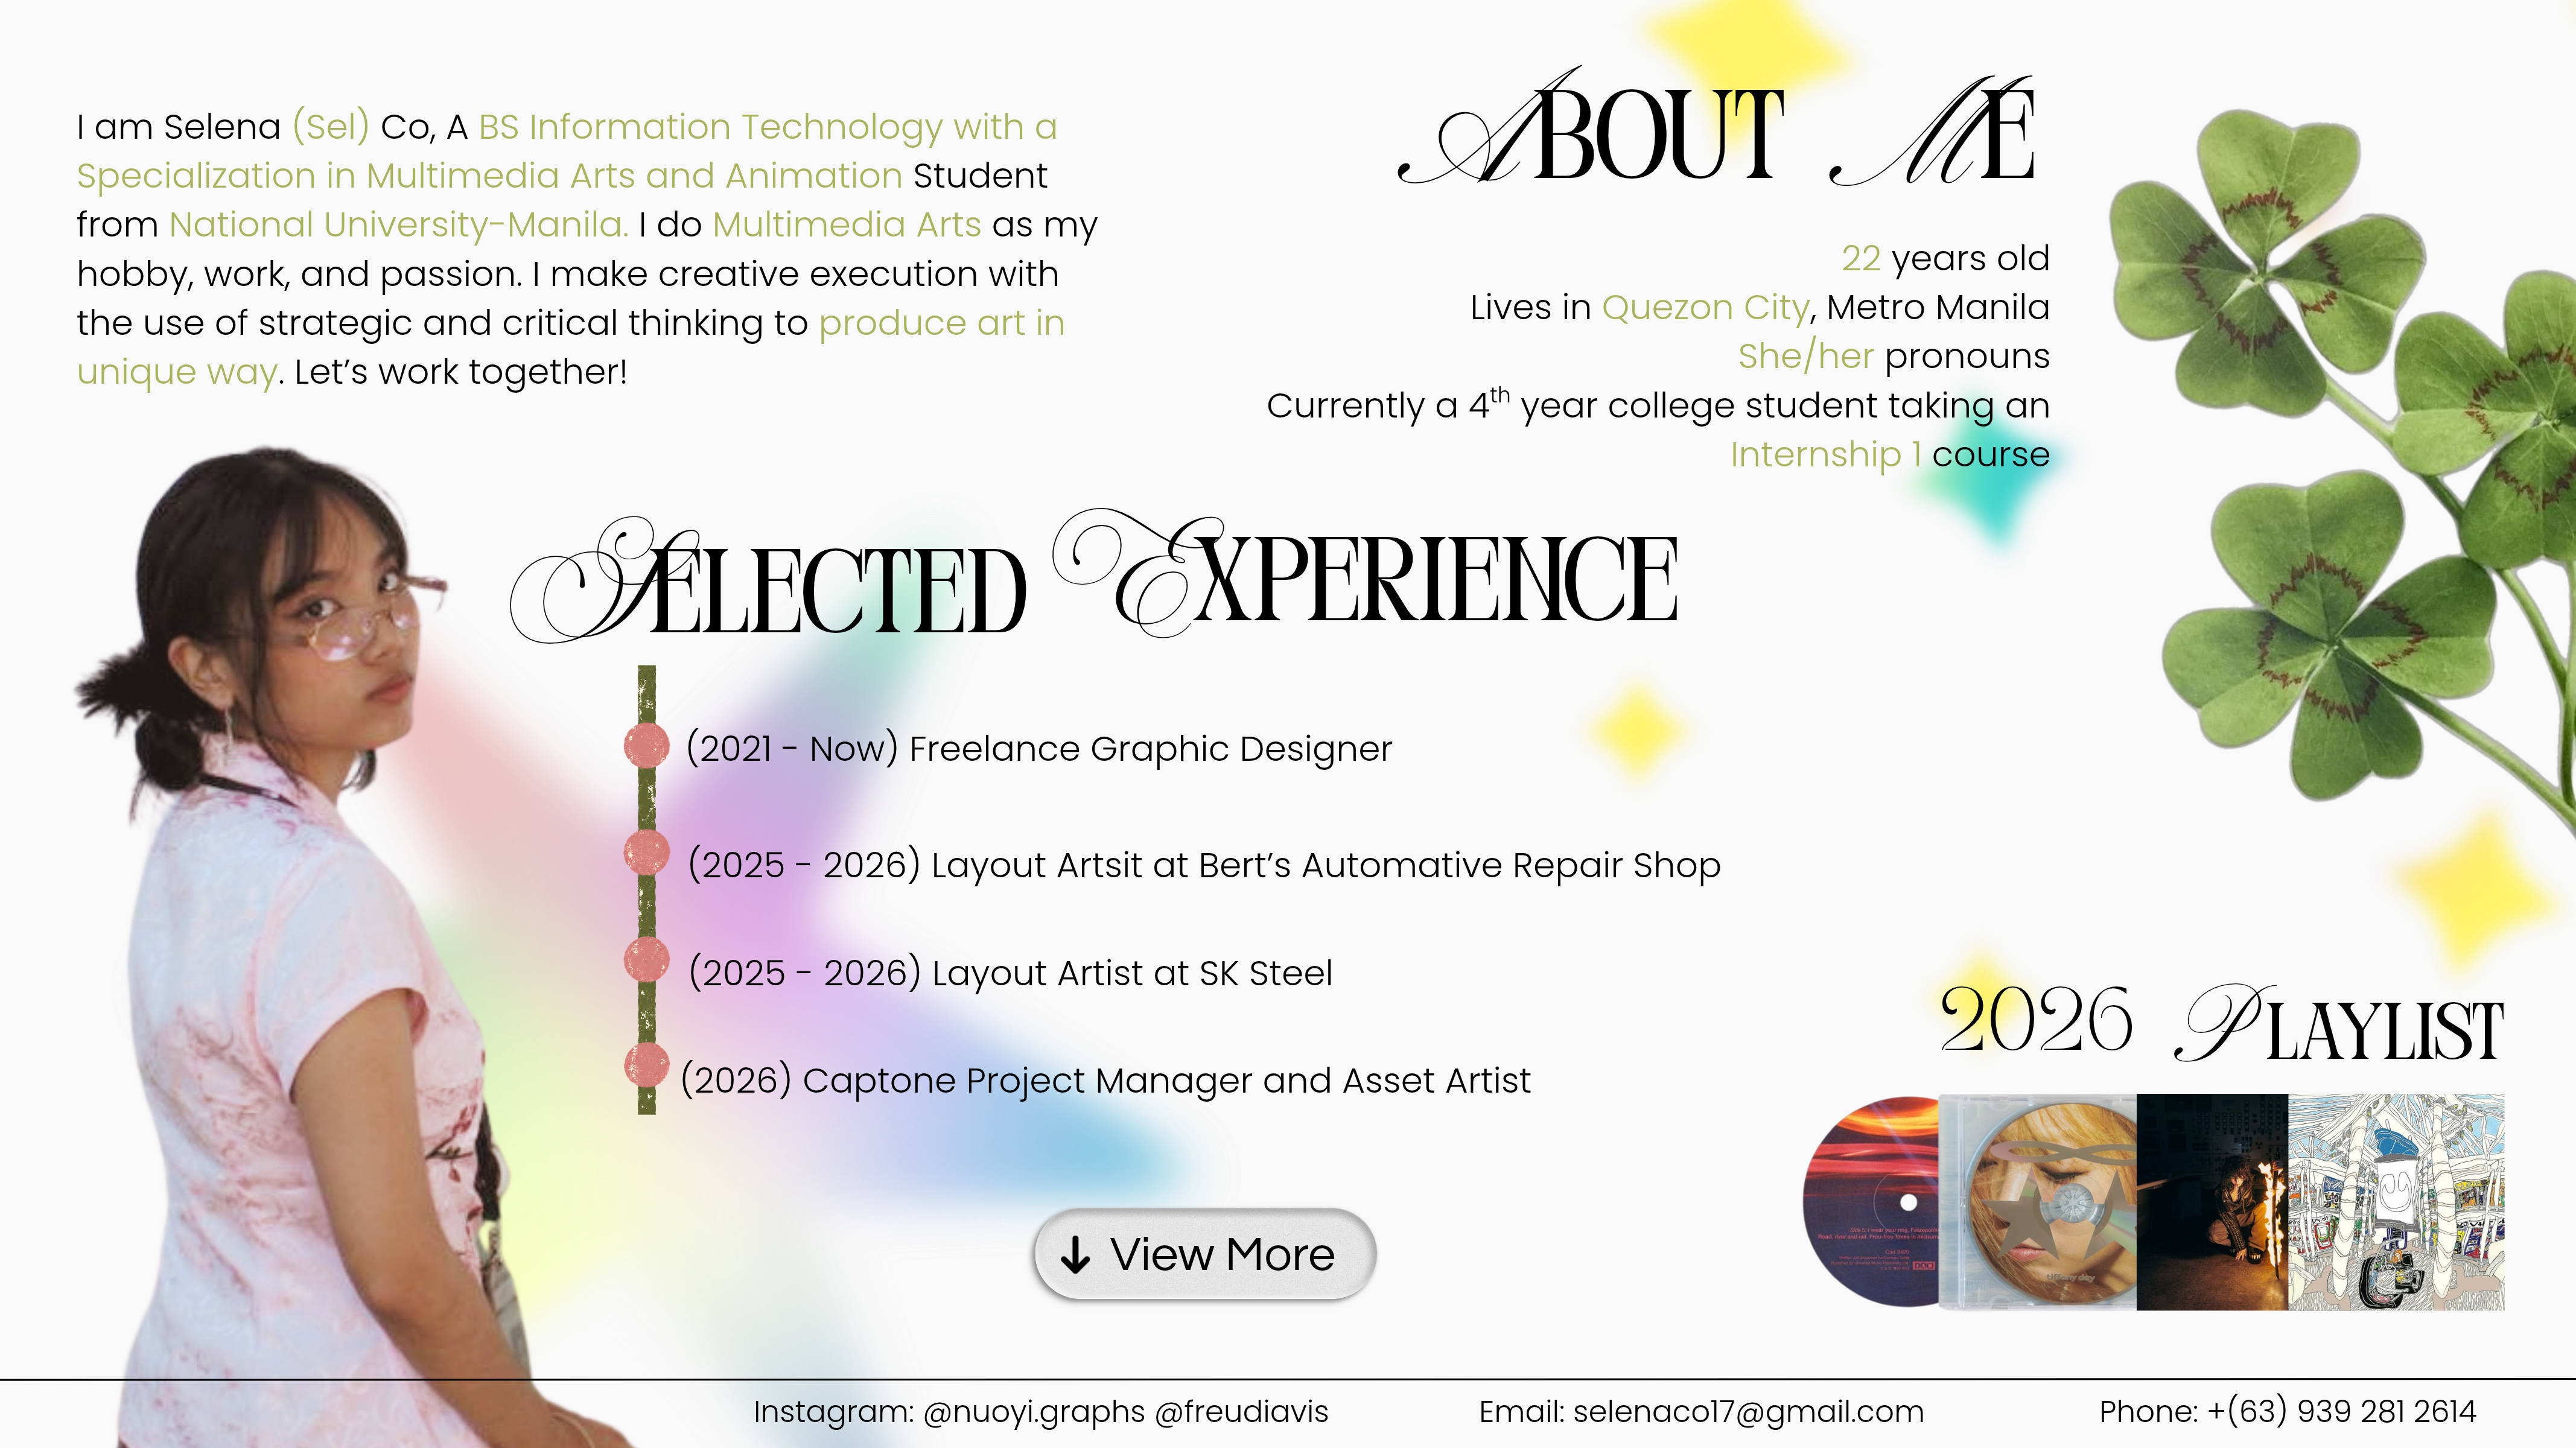 I am Selena (Sel) Co, A BS Information Technology with a
Specialization in Multimedia Arts and Animation Student
from National University-Manila. I do Multimedia Arts as my
hobby, work, and passion. I make creative execution with
the use of strategic and critical thinking to produce art in
unique way. Let's work together!
ABOUT ME
22 years old
Lives in Quezon City, Metro Manila
She/her pronouns
Currently a 4th year college student taking an
Internship 1 course
SELECTED EXPERIENCE
(2021 - Now) Freelance Graphic Designer
(2025 - 2026) Layout Artsit at Bert's Automative Repair Shop
(2025 - 2026) Layout Artist at SK Steel
(2026) Captone Project Manager and Asset Artist
View More
2026 PLAYLIST
Instagram: @nuoyi.graphs @freudiavis
Email: selenaco17@gmail.com
Phone: +(63) 939 281 2614